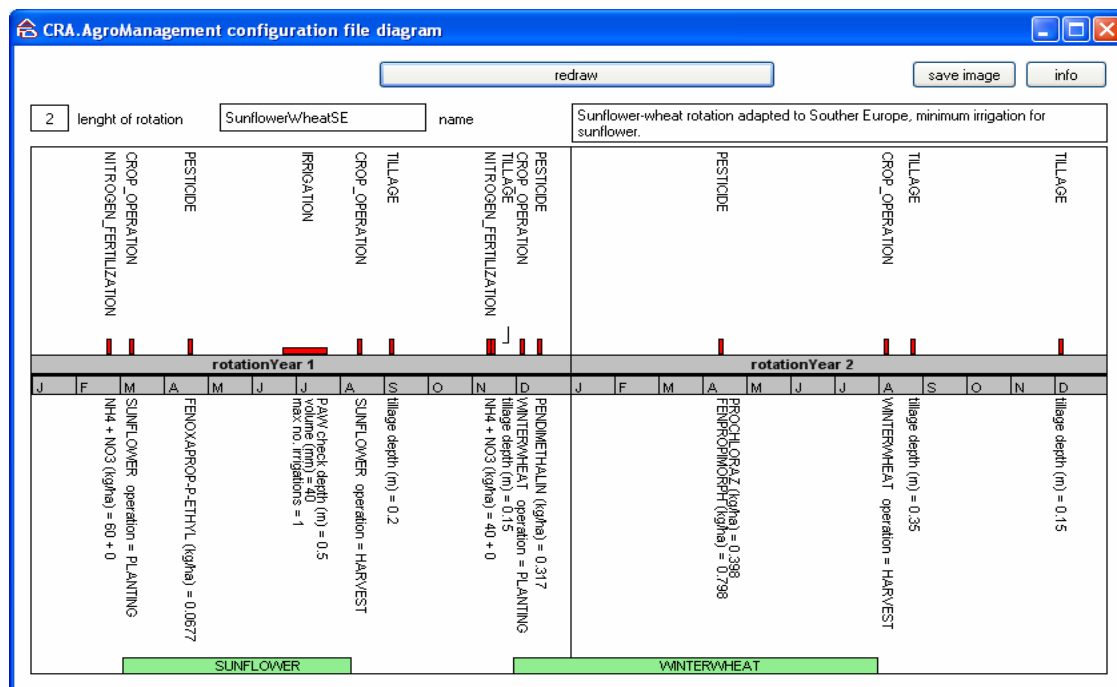 CRA.AgroManagement configuration file diagram
redraw
save image
info
2
lenght of rotation
SunflowerWheatSE
name
Sunflower-wheat rotation adapted to Souther Europe, minimum irrigation for
sunflower.
NITROGEN_FERTILIZATION
CROP_OPERATION
PESTICIDE
IRRIGATION
CROP_OPERATION
TILLAGE
NITROGEN_FERTILIZATION
TILLAGE
CROP_OPERATION
PESTICIDE
PESTICIDE
CROP_OPERATION
TILLAGE
TILLAGE
rotationYear 1
rotationYear 2
J F M A M J J A S O N D J F M A M J J A S O N D
NH4 + NO3 (kg/ha) = 60 + 0
SUNFLOWER operation = PLANTING
FENOXAPROP-P-ETHYL (kg/ha) = 0.0677
PAW check depth (m) = 0.5
volume (mm) = 40
max no. irrigations = 1
SUNFLOWER operation = HARVEST
tillage depth (m) = 0.2
NH4 + NO3 (kg/ha) = 40 + 0
tillage depth (m) = 0.15
WINTERWHEAT operation = PLANTING
PENDIMETHALIN (kg/ha) = 0.317
PROCHLORAZ (kg/ha) = 0.398
FENPROPIMORPH (kg/ha) = 0.798
WINTERWHEAT operation = HARVEST
tillage depth (m) = 0.35
tillage depth (m) = 0.15
SUNFLOWER
WINTERWHEAT